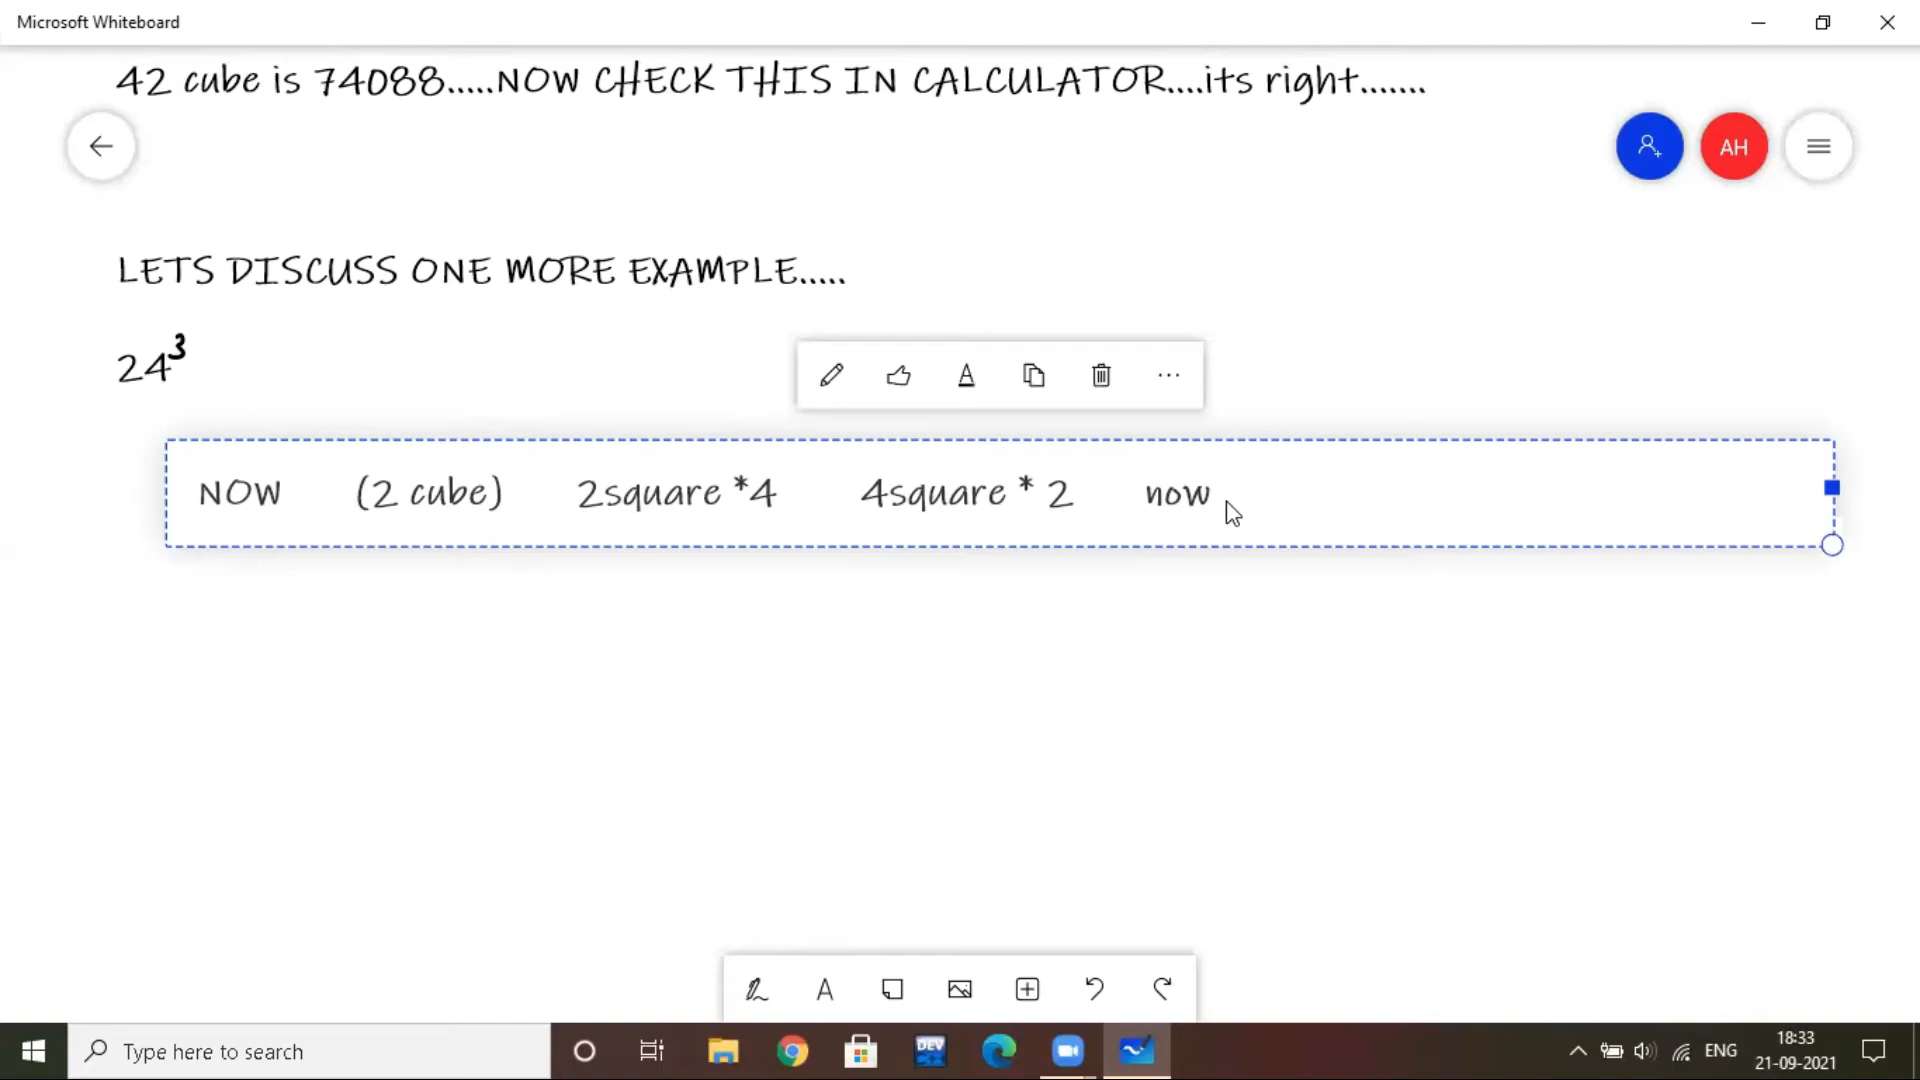 Microsoft Whiteboard
42 cube is 74088.....NOW CHECK THIS IN CALCULATOR....its right.......
AH
LETS DISCUSS ONE MORE EXAMPLE.....
24³
NOW (2 cube) 2square *4 4square * 2 now
Type here to search
DEV
ENG
18:33
21-09-2021